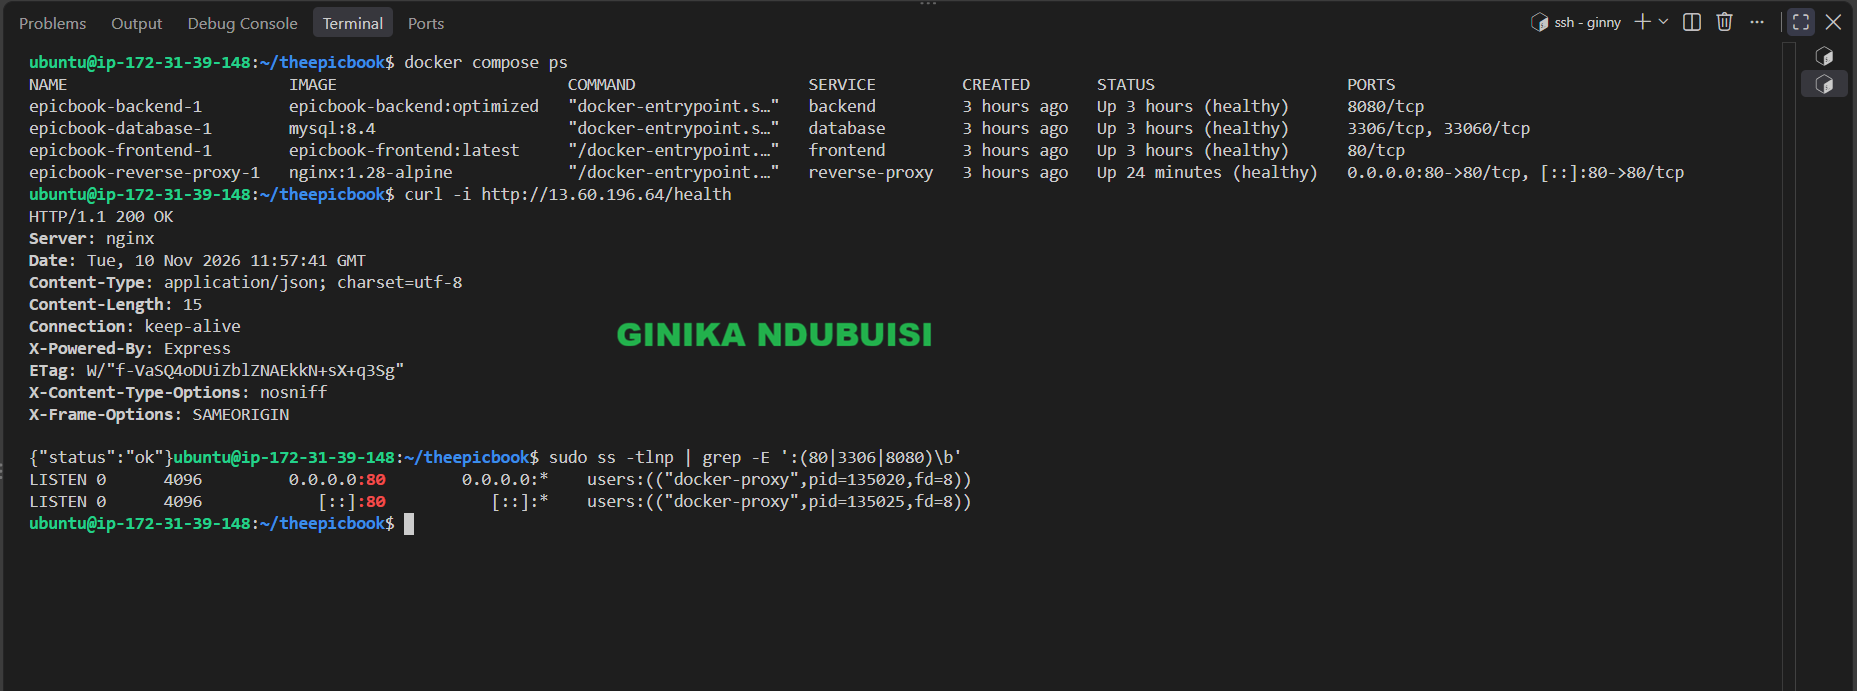 Problems Output Debug Console Terminal Ports ssh - ginny
ubuntu@ip-172-31-39-148:~/theepicbook$ docker compose ps
NAME IMAGE COMMAND SERVICE CREATED STATUS PORTS
epicbook-backend-1 epicbook-backend:optimized "docker-entrypoint.s…" backend 3 hours ago Up 3 hours (healthy) 8080/tcp
epicbook-database-1 mysql:8.4 "docker-entrypoint.s…" database 3 hours ago Up 3 hours (healthy) 3306/tcp, 33060/tcp
epicbook-frontend-1 epicbook-frontend:latest "/docker-entrypoint.…" frontend 3 hours ago Up 3 hours (healthy) 80/tcp
epicbook-reverse-proxy-1 nginx:1.28-alpine "/docker-entrypoint.…" reverse-proxy 3 hours ago Up 24 minutes (healthy) 0.0.0.0:80->80/tcp, [::]:80->80/tcp
ubuntu@ip-172-31-39-148:~/theepicbook$ curl -i http://13.60.196.64/health
HTTP/1.1 200 OK
Server: nginx
Date: Tue, 10 Nov 2026 11:57:41 GMT
Content-Type: application/json; charset=utf-8
Content-Length: 15
Connection: keep-alive
X-Powered-By: Express
ETag: W/"f-VaSQ4oDUiZblZNAEkkN+sX+q3Sg"
X-Content-Type-Options: nosniff
X-Frame-Options: SAMEORIGIN
GINIKA NDUBUISI
{"status":"ok"}ubuntu@ip-172-31-39-148:~/theepicbook$ sudo ss -tlnp | grep -E ':(80|3306|8080)\b'
LISTEN 0 4096 0.0.0.0:80 0.0.0.0:* users:(("docker-proxy",pid=135020,fd=8))
LISTEN 0 4096 [::]:80 [::]:* users:(("docker-proxy",pid=135025,fd=8))
ubuntu@ip-172-31-39-148:~/theepicbook$